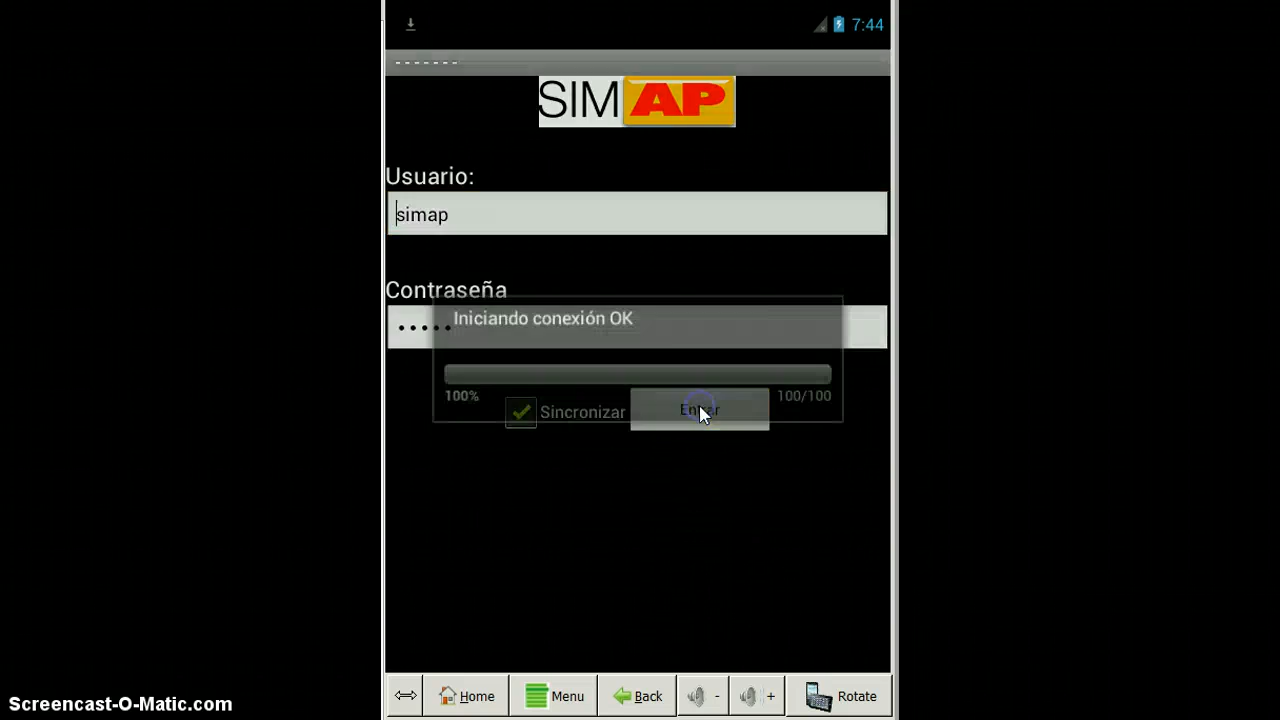 7:44
-------
SIM AP
Usuario:
simap
Contraseña
Iniciando conexión OK
100%
100/100
Sincronizar
Entrar
Home
Menu
Back
-
+
Rotate
Screencast-O-Matic.com